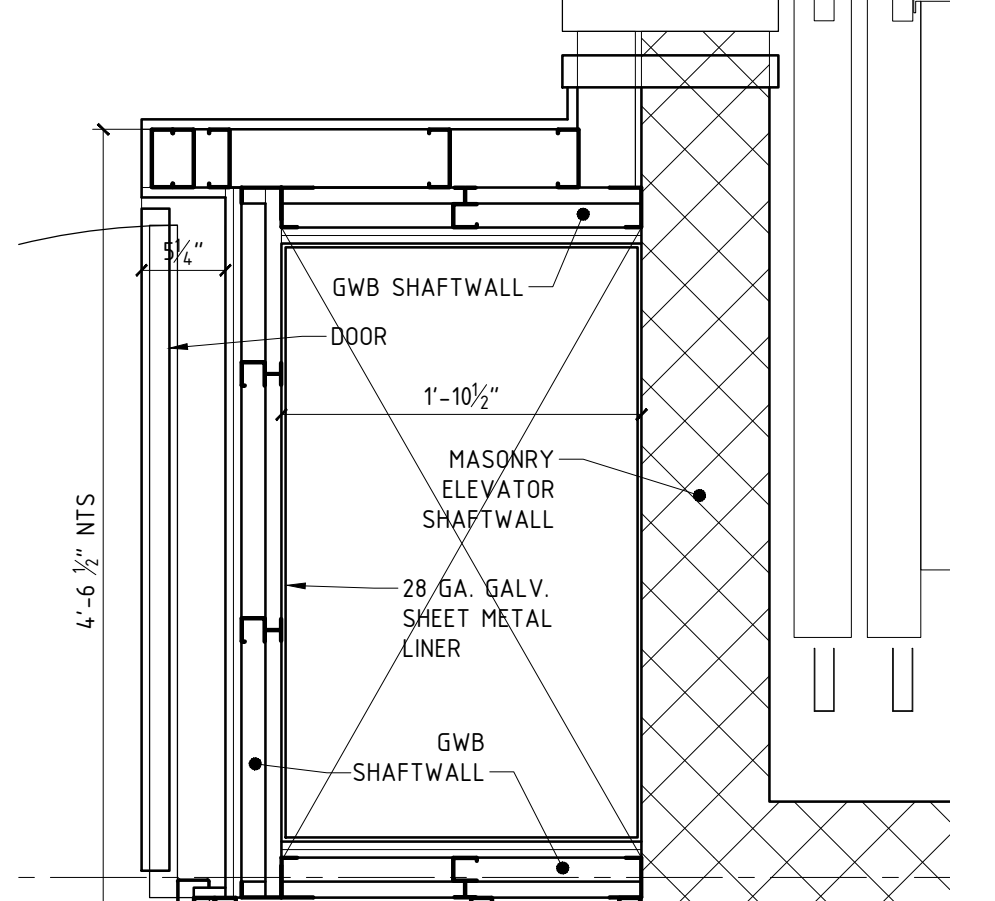 5¼"
GWB SHAFTWALL
DOOR
1'-10½"
MASONRY
ELEVATOR
SHAFTWALL
4'-6 ½" NTS
28 GA. GALV.
SHEET METAL
LINER
GWB
SHAFTWALL